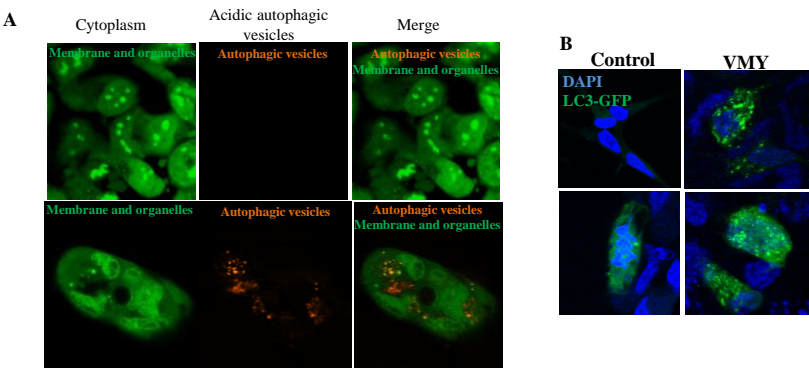 A
Cytoplasm
Acidic autophagic
vesicles
Merge
Membrane and organelles
Autophagic vesicles
Autophagic vesicles
Membrane and organelles
Membrane and organelles
Autophagic vesicles
Autophagic vesicles
Membrane and organelles
B
Control
VMY
DAPI
LC3-GFP